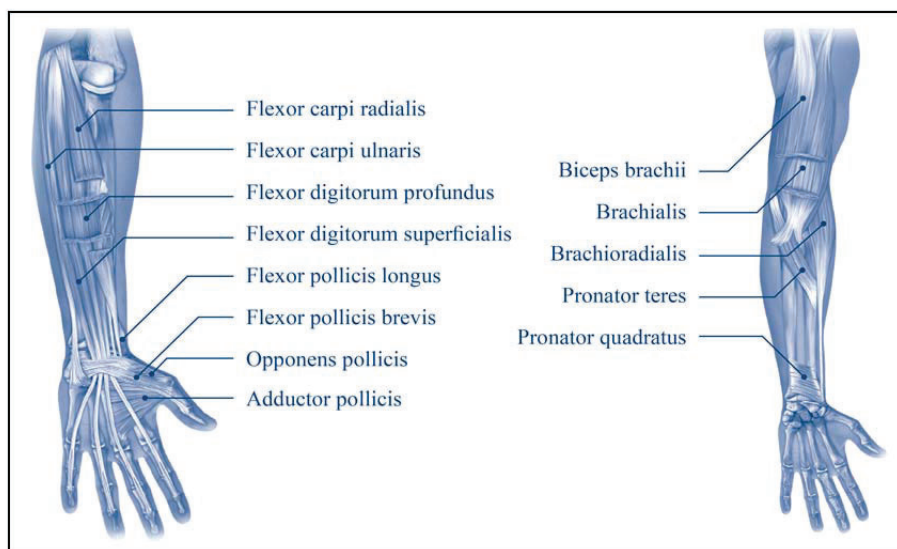 Flexor carpi radialis
Flexor carpi ulnaris
Flexor digitorum profundus
Flexor digitorum superficialis
Flexor pollicis longus
Flexor pollicis brevis
Opponens pollicis
Adductor pollicis
Biceps brachii
Brachialis
Brachioradialis
Pronator teres
Pronator quadratus